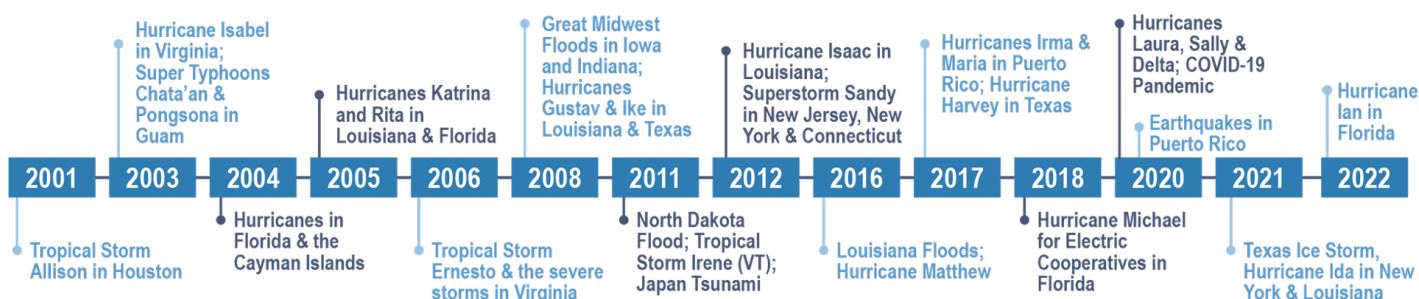 Hurricane Isabel
in Virginia;
Super Typhoons
Chata'an &
Pongsona in
Guam
Hurricanes Katrina
and Rita in
Louisiana & Florida
Great Midwest
Floods in Iowa
and Indiana;
Hurricanes
Gustav & Ike in
Louisiana & Texas
Hurricane Isaac in
Louisiana;
Superstorm Sandy
in New Jersey, New
York & Connecticut
Hurricanes Irma &
Maria in Puerto
Rico; Hurricane
Harvey in Texas
Hurricanes
Laura, Sally &
Delta; COVID-19
Pandemic
Earthquakes in
Puerto Rico
Hurricane
Ian in
Florida
2001 2003 2004 2005 2006 2008 2011 2012 2016 2017 2018 2020 2021 2022
Tropical Storm
Allison in Houston
Hurricanes in
Florida & the
Cayman Islands
Tropical Storm
Ernesto & the severe
storms in Virginia
North Dakota
Flood; Tropical
Storm Irene (VT);
Japan Tsunami
Louisiana Floods;
Hurricane Matthew
Hurricane Michael
for Electric
Cooperatives in
Florida
Texas Ice Storm,
Hurricane Ida in New
York & Louisiana